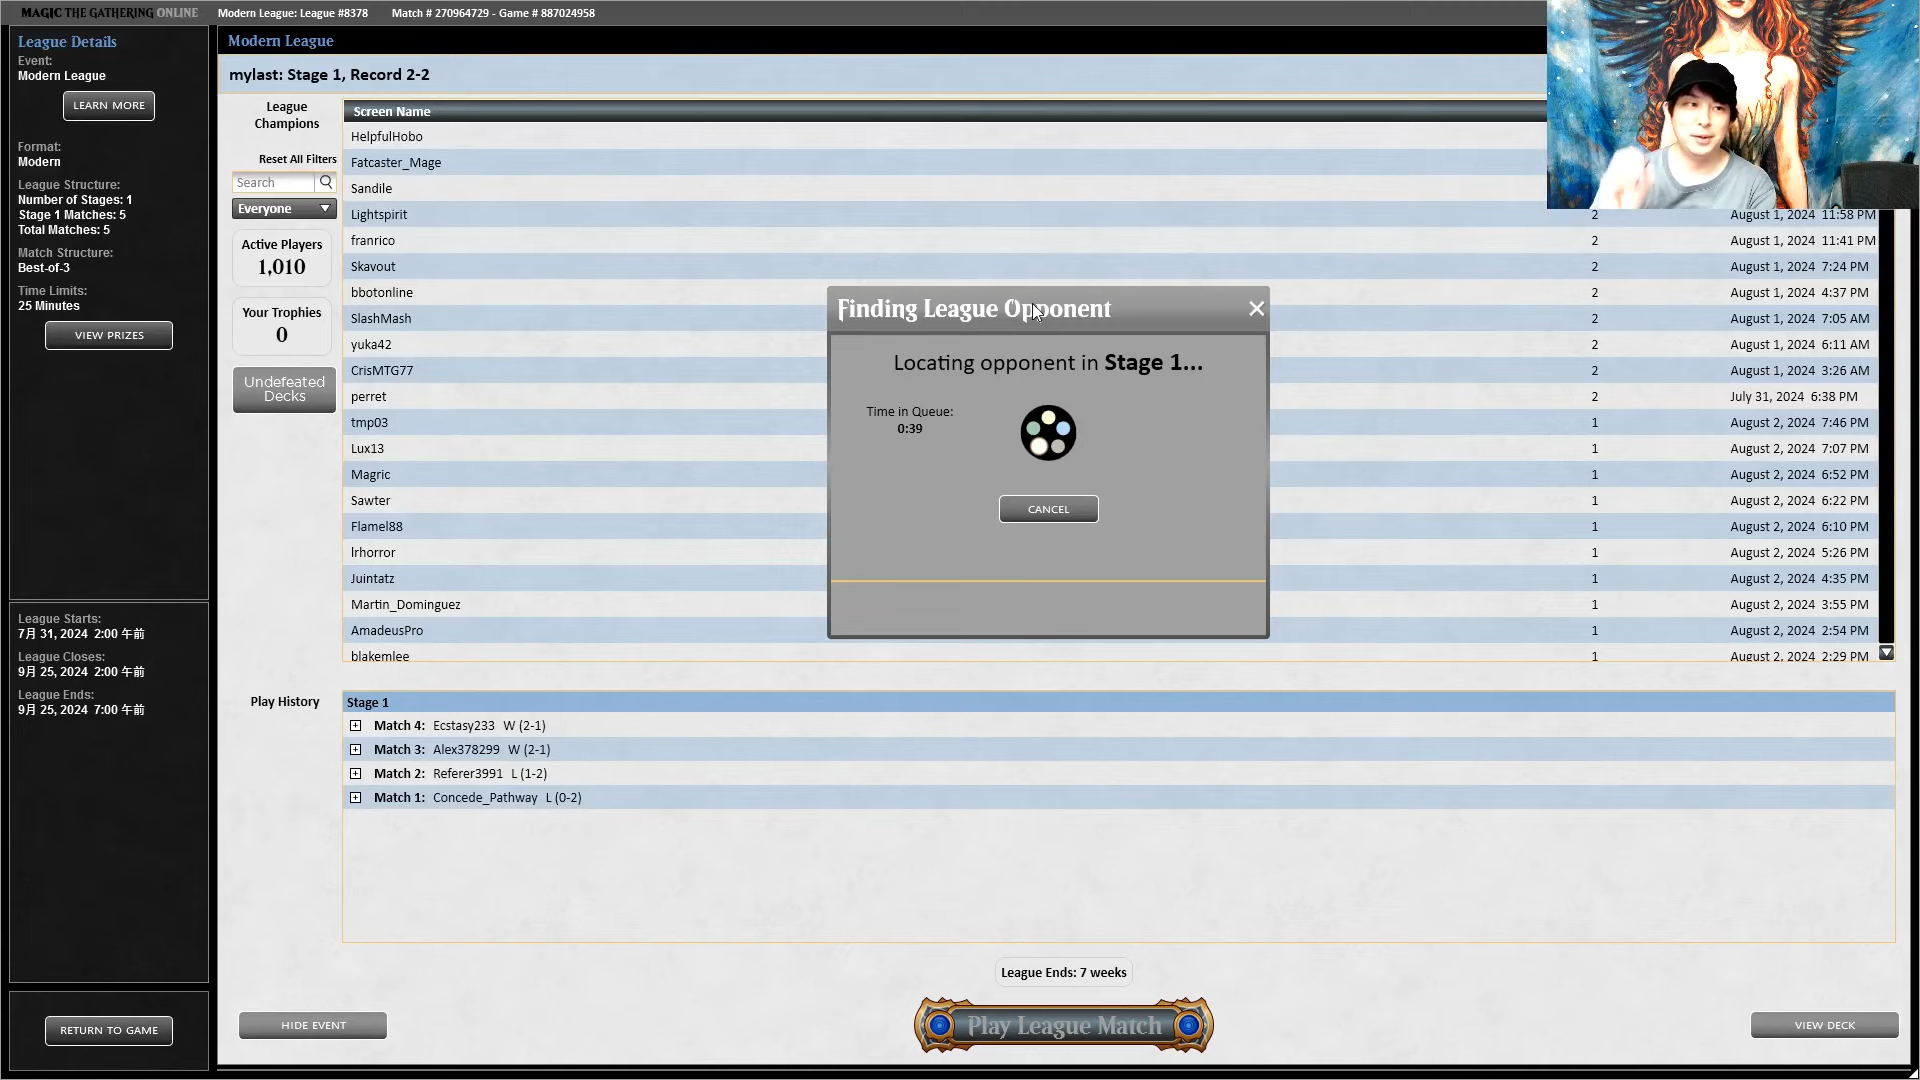 MAGIC THE GATHERING ONLINE
Modern League: League #8378
Match # 270964729 - Game # 887024958
League Details
Event:
Modern League
LEARN MORE
Format:
Modern
League Structure:
Number of Stages: 1
Stage 1 Matches: 5
Total Matches: 5
Match Structure:
Best-of-3
Time Limits:
25 Minutes
VIEW PRIZES
League Starts:
7月 31, 2024 2:00 午前
League Closes:
9月 25, 2024 2:00 午前
League Ends:
9月 25, 2024 7:00 午前
RETURN TO GAME
Modern League
mylast: Stage 1, Record 2-2
League
Champions
Reset All Filters
Search
Everyone
Active Players
1,010
Your Trophies
0
Undefeated
Decks
Screen Name
HelpfulHobo
Fatcaster_Mage
Sandile
Lightspirit 2 August 1, 2024 11:58 PM
franrico 2 August 1, 2024 11:41 PM
Skavout 2 August 1, 2024 7:24 PM
bbotonline 2 August 1, 2024 4:37 PM
SlashMash 2 August 1, 2024 7:05 AM
yuka42 2 August 1, 2024 6:11 AM
CrisMTG77 2 August 1, 2024 3:26 AM
perret 2 July 31, 2024 6:38 PM
tmp03 1 August 2, 2024 7:46 PM
Lux13 1 August 2, 2024 7:07 PM
Magric 1 August 2, 2024 6:52 PM
Sawter 1 August 2, 2024 6:22 PM
Flamel88 1 August 2, 2024 6:10 PM
lrhorror 1 August 2, 2024 5:26 PM
Juintatz 1 August 2, 2024 4:35 PM
Martin_Dominguez 1 August 2, 2024 3:55 PM
AmadeusPro 1 August 2, 2024 2:54 PM
blakemlee 1 August 2, 2024 2:29 PM
Finding League Opponent
Locating opponent in Stage 1...
Time in Queue:
0:39
CANCEL
Play History
Stage 1
Match 4: Ecstasy233 W (2-1)
Match 3: Alex378299 W (2-1)
Match 2: Referer3991 L (1-2)
Match 1: Concede_Pathway L (0-2)
League Ends: 7 weeks
HIDE EVENT
Play League Match
VIEW DECK